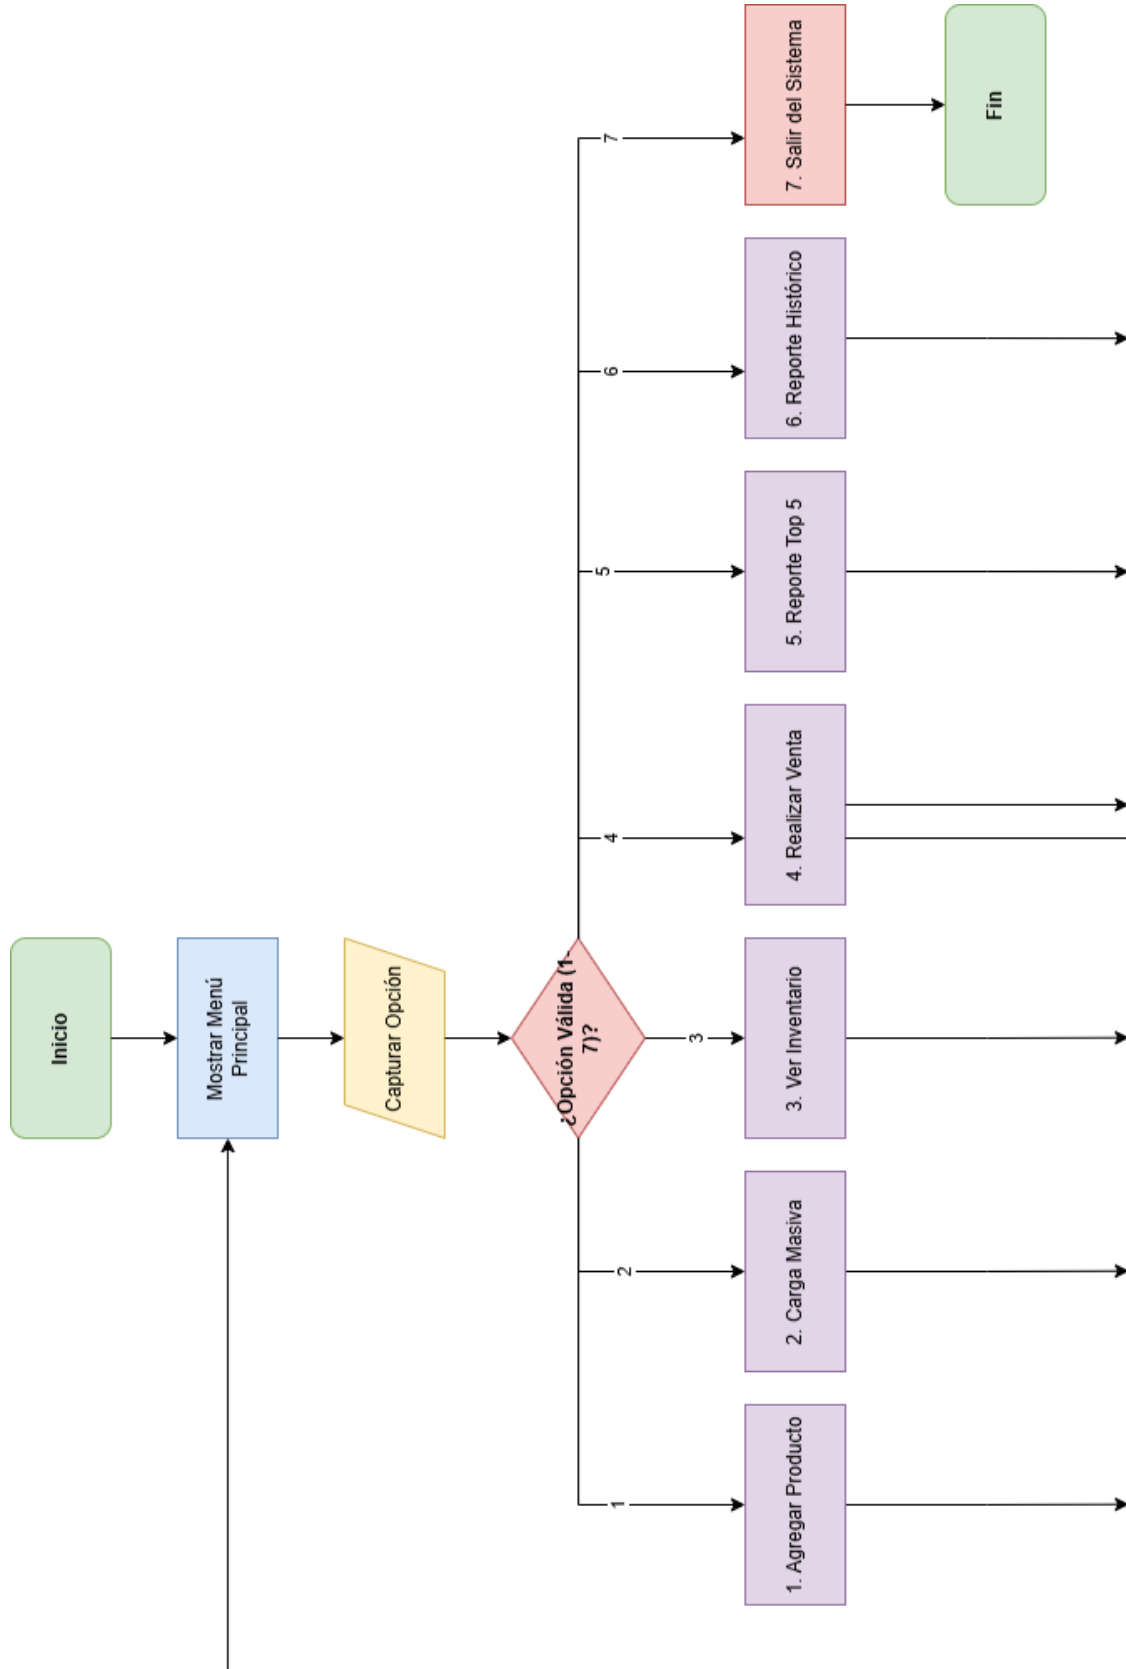 Inicio
Mostrar Menú
Principal
Capturar Opción
¿Opción Válida (1-
7)?
1
2
3
4
5
6
7
1. Agregar Producto
2. Carga Masiva
3. Ver Inventario
4. Realizar Venta
5. Reporte Top 5
6. Reporte Histórico
7. Salir del Sistema
Fin